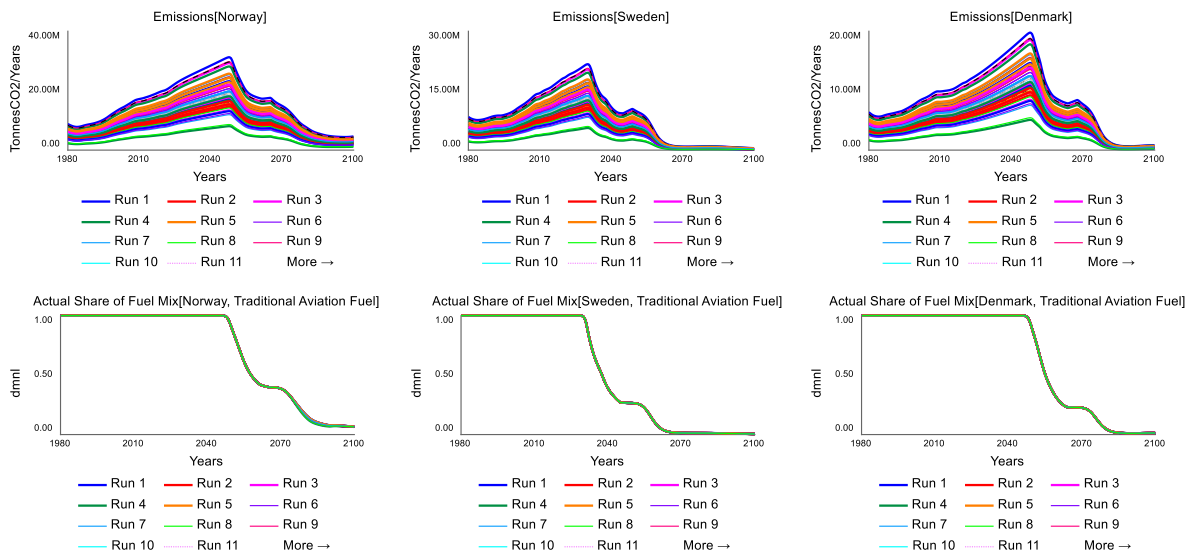 Emissions[Norway]
TonnesCO2/Years
40.00M
20.00M
0.00
1980 2010 2040 2070 2100
Years
Run 1 Run 2 Run 3
Run 4 Run 5 Run 6
Run 7 Run 8 Run 9
Run 10 Run 11 More →
Emissions[Sweden]
TonnesCO2/Years
30.00M
15.00M
0.00
1980 2010 2040 2070 2100
Years
Run 1 Run 2 Run 3
Run 4 Run 5 Run 6
Run 7 Run 8 Run 9
Run 10 Run 11 More →
Emissions[Denmark]
TonnesCO2/Years
20.00M
10.00M
0.00
1980 2010 2040 2070 2100
Years
Run 1 Run 2 Run 3
Run 4 Run 5 Run 6
Run 7 Run 8 Run 9
Run 10 Run 11 More →
Actual Share of Fuel Mix[Norway, Traditional Aviation Fuel]
dmnl
1.00
0.50
0.00
1980 2010 2040 2070 2100
Years
Run 1 Run 2 Run 3
Run 4 Run 5 Run 6
Run 7 Run 8 Run 9
Run 10 Run 11 More →
Actual Share of Fuel Mix[Sweden, Traditional Aviation Fuel]
dmnl
1.00
0.50
0.00
1980 2010 2040 2070 2100
Years
Run 1 Run 2 Run 3
Run 4 Run 5 Run 6
Run 7 Run 8 Run 9
Run 10 Run 11 More →
Actual Share of Fuel Mix[Denmark, Traditional Aviation Fuel]
dmnl
1.00
0.50
0.00
1980 2010 2040 2070 2100
Years
Run 1 Run 2 Run 3
Run 4 Run 5 Run 6
Run 7 Run 8 Run 9
Run 10 Run 11 More →